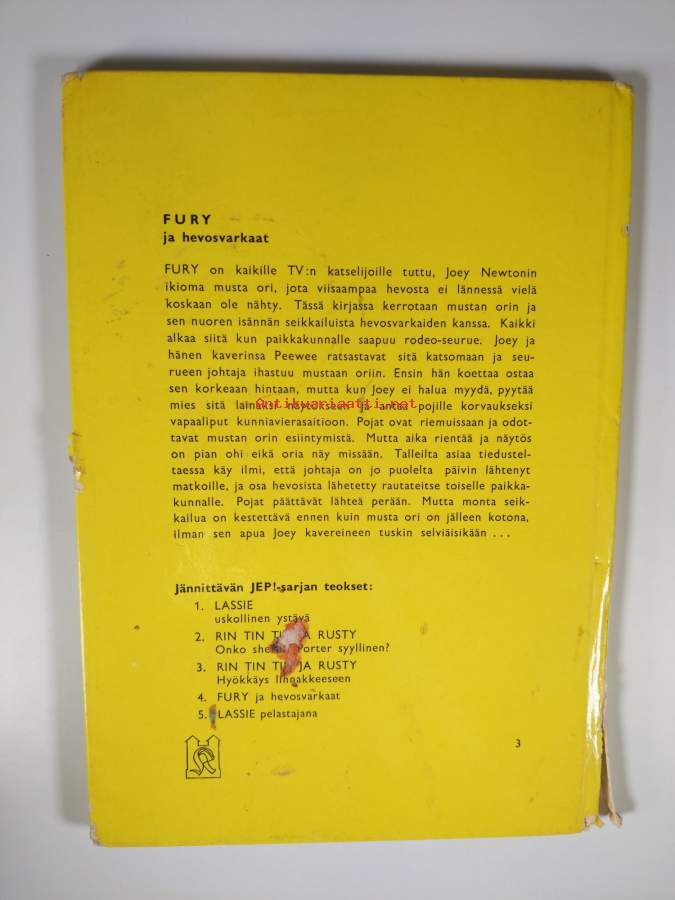 FURY
ja hevosvarkaat
FURY on kaikille TV:n katselijoille tuttu, Joey Newtonin
ikioma musta ori, jota viisaampaa hevosta ei lännessä vielä
koskaan ole nähty. Tässä kirjassa kerrotaan mustan orin ja
sen nuoren isännän seikkailuista hevosvarkaiden kanssa. Kaikki
alkaa siitä kun paikkakunnalle saapuu rodeo-seurue. Joey ja
hänen kaverinsa Peewee ratsastavat sitä katsomaan ja seu-
rueen johtaja ihastuu mustaan oriin. Ensin hän koettaa ostaa
sen korkeaan hintaan, mutta kun Joey ei halua myydä, pyytää
mies sitä lainaksi näytökseen ja antaa pojille korvaukseksi
Antikvariaatti.net
vapaaliput kunniavierasaitioon. Pojat ovat riemuissaan ja odot-
tavat mustan orin esiintymistä. Mutta aika rientää ja näytös
on pian ohi eikä oria näy missään. Talleilta asiaa tiedustel-
taessa käy ilmi, että johtaja on jo puolelta päivin lähtenyt
matkoille, ja osa hevosista lähetetty rautateitse toiselle paikka-
kunnalle. Pojat päättävät lähteä perään. Mutta monta seik-
kailua on kestettävä ennen kuin musta ori on jälleen kotona,
ilman sen apua Joey kavereineen tuskin selviäisikään ...
Jännittävän JEP!-sarjan teokset:
1. LASSIE
uskollinen ystävä
2. RIN TIN RUSTY
Onko syyllinen?
3. RIN TIN RUSTY
Hyökkäys linnakkeeseen
4. FURY ja hevosvarkaat
5. LASSIE pelastajana
3